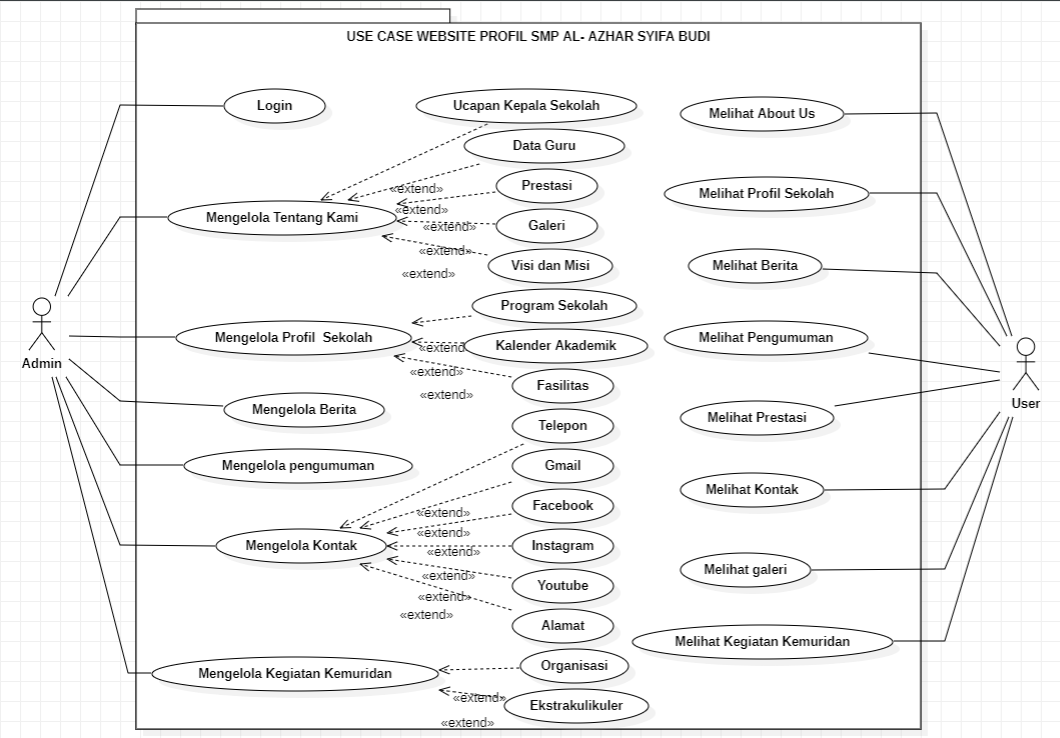 USE CASE WEBSITE PROFIL SMP AL- AZHAR SYIFA BUDI
Login
Ucapan Kepala Sekolah
Melihat About Us
Data Guru
«extend»
Prestasi
Melihat Profil Sekolah
«extend»
Mengelola Tentang Kami
«extend»
Galeri
«extend»
Visi dan Misi
Melihat Berita
«extend»
Program Sekolah
Mengelola Profil Sekolah
«extend»
Kalender Akademik
Melihat Pengumuman
Admin
«extend»
Fasilitas
«extend»
User
Mengelola Berita
Telepon
Melihat Prestasi
Mengelola pengumuman
Gmail
Melihat Kontak
«extend»
Facebook
«extend»
Mengelola Kontak
«extend»
Instagram
Melihat galeri
«extend»
Youtube
«extend»
«extend»
Alamat
Melihat Kegiatan Kemuridan
Mengelola Kegiatan Kemuridan
Organisasi
«extend»
Ekstrakulikuler
«extend»